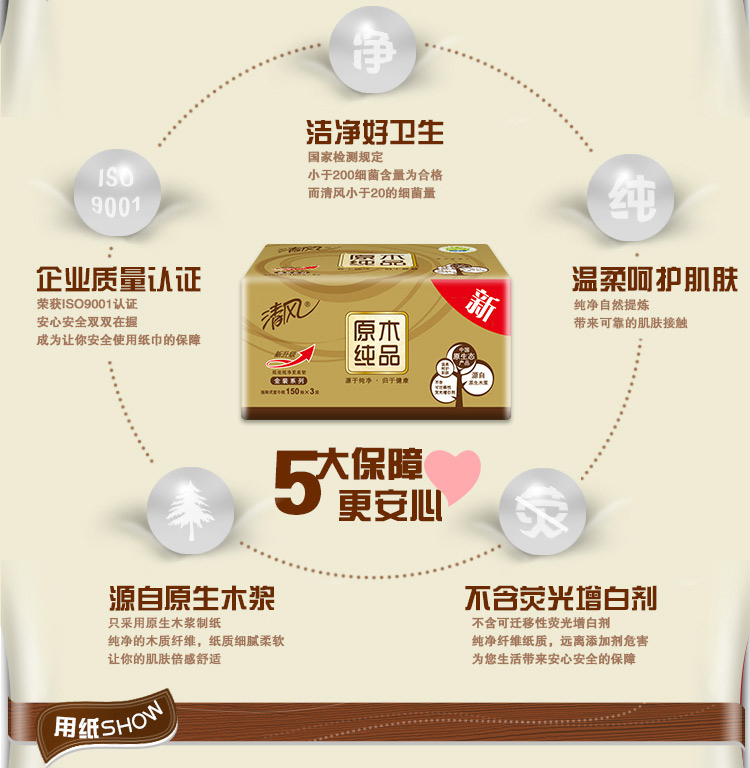 净
洁净好卫生
国家检测规定
小于200细菌含量为合格
而清风小于20的细菌量
ISO
9001
企业质量认证
荣获ISO9001认证
安心安全双双在握
成为让你安全使用纸巾的保障
纯
温柔呵护肌肤
纯净自然提炼
带来可靠的肌肤接触
原木
纯品
清风®
新
原木
纯品
新升级
金装系列
源于纯净·归于健康
150抽×3包
中国
原生态
产品
源自
原生木浆
5大保障
更安心
荧
源自原生木浆
只采用原生木浆制纸
纯净的木质纤维，纸质细腻柔软
让你的肌肤倍感舒适
不含荧光增白剂
不含可迁移性荧光增白剂
纯净纤维纸质，远离添加剂危害
为您生活带来安心安全的保障
用纸SHOW